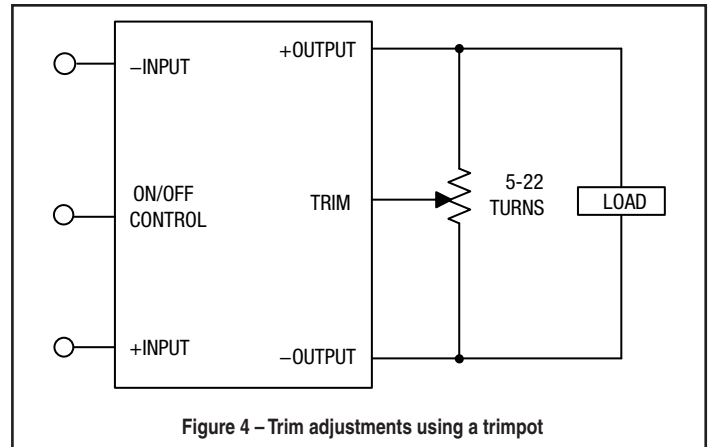 −INPUT
+OUTPUT
ON/OFF
CONTROL
TRIM
5-22
TURNS
LOAD
+INPUT
−OUTPUT
Figure 4 – Trim adjustments using a trimpot